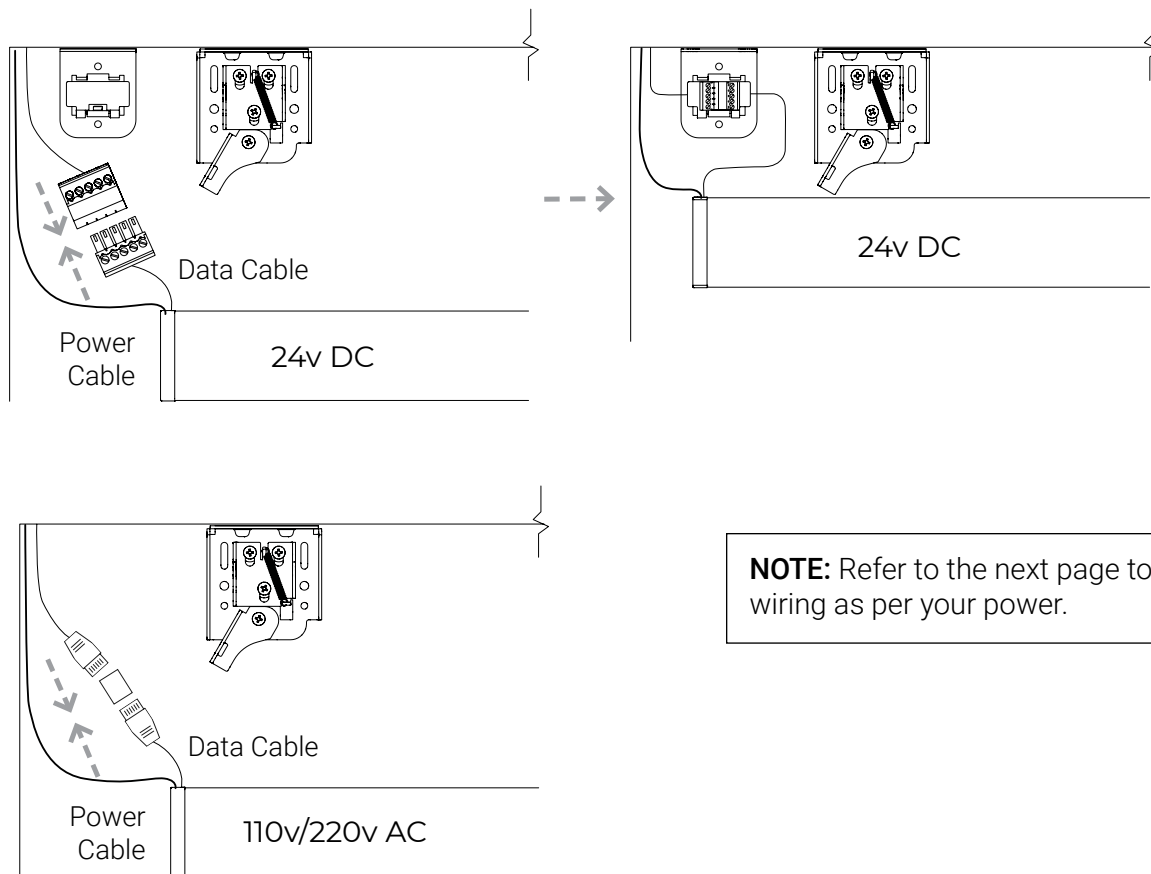 Data Cable
Power
Cable
24v DC
24v DC
NOTE: Refer to the next page to
wiring as per your power.
Data Cable
Power
Cable
110v/220v AC